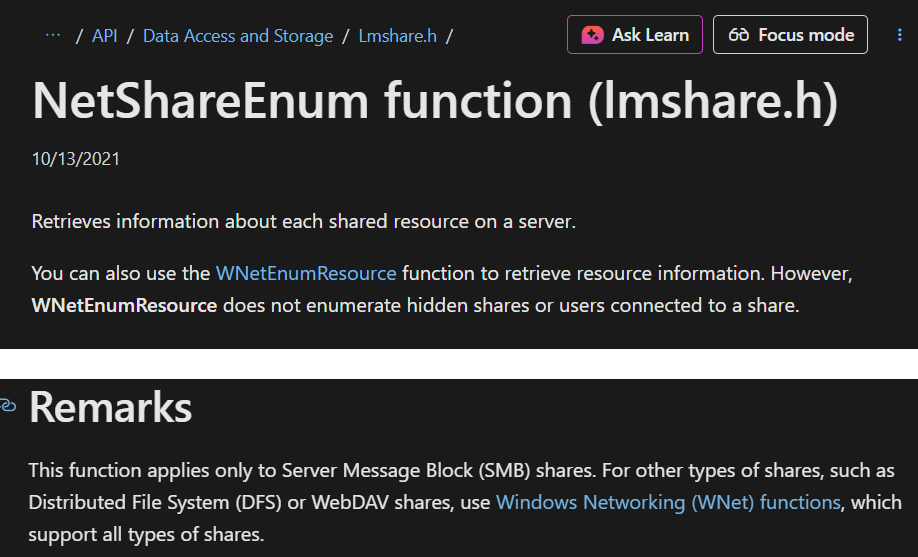 ... / API / Data Access and Storage / Lmshare.h / Ask Learn Focus mode
NetShareEnum function (lmshare.h)
10/13/2021
Retrieves information about each shared resource on a server.
You can also use the WNetEnumResource function to retrieve resource information. However,
WNetEnumResource does not enumerate hidden shares or users connected to a share.
Remarks
This function applies only to Server Message Block (SMB) shares. For other types of shares, such as
Distributed File System (DFS) or WebDAV shares, use Windows Networking (WNet) functions, which
support all types of shares.